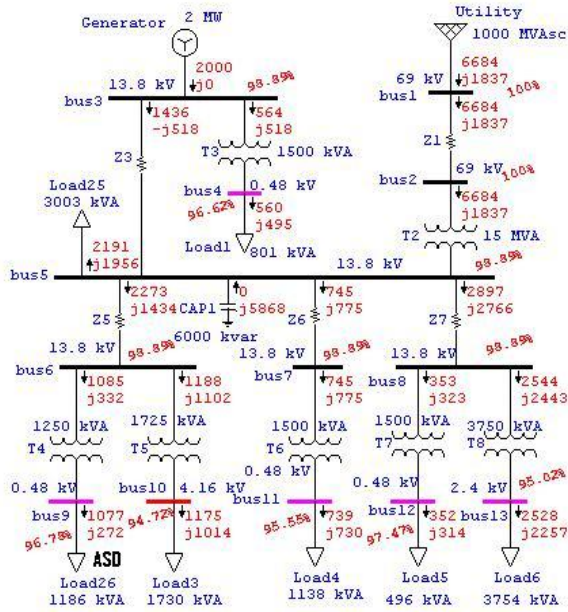 Generator 2 MW
Utility
1000 MVAsc
2000
j0
98.89%
13.8 kV
bus3
6684
j1837
69 kV
100%
bus1
6684
j1837
1436
-j518
564
j518
Z3
T3
1500 kVA
Z1
bus2
69 kV
100%
bus4
0.48 kV
96.62%
560
j495
6684
j1837
Load25
3003 kVA
Load1
801 kVA
T2
15 MVA
2191
j1956
bus5
13.8 kV
98.89%
2273
j1434
CAP1
0
j5868
745
j775
2897
j2766
Z5
6000 kvar
Z6
Z7
13.8 kV
98.89%
13.8 kV
98.89%
13.8 kV
98.89%
bus6
bus7
bus8
1085
j332
1188
j1102
745
j775
353
j323
2544
j2443
1250 kVA
1725 kVA
1500 kVA
1500 kVA
3750 kVA
T4
T5
T6
T7
T8
0.48 kV
bus10
4.16 kV
0.48 kV
0.48 kV
2.4 kV
95.02%
bus9
bus11
bus12
bus13
96.78%
1077
j272
94.72%
1175
j1014
95.55%
739
j730
97.47%
352
j314
2528
j2257
ASD
Load26
1186 kVA
Load3
1730 kVA
Load4
1138 kVA
Load5
496 kVA
Load6
3754 kVA